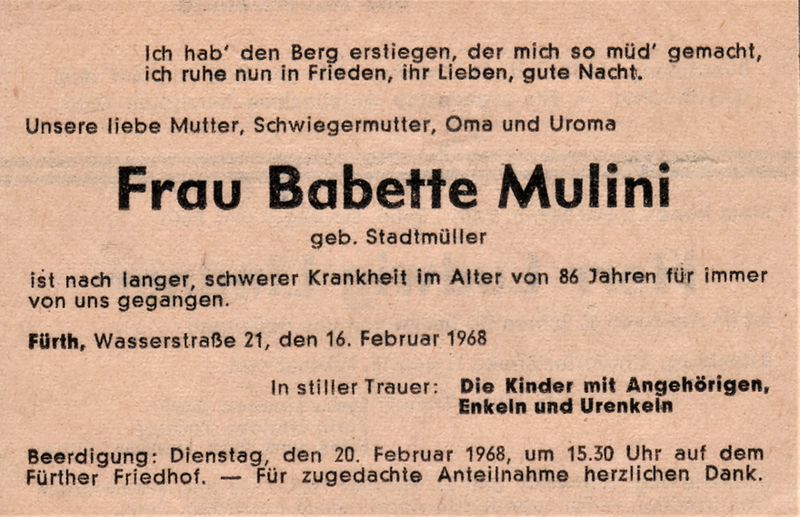 Ich hab' den Berg erstiegen, der mich so müd' gemacht,
ich ruhe nun in Frieden, ihr Lieben, gute Nacht.
Unsere liebe Mutter, Schwiegermutter, Oma und Uroma
Frau Babette Mulini
geb. Stadtmüller
ist nach langer, schwerer Krankheit im Alter von 86 Jahren für immer
von uns gegangen.
Fürth, Wasserstraße 21, den 16. Februar 1968
In stiller Trauer: Die Kinder mit Angehörigen,
Enkeln und Urenkeln
Beerdigung: Dienstag, den 20. Februar 1968, um 15.30 Uhr auf dem
Fürther Friedhof. — Für zugedachte Anteilnahme herzlichen Dank.